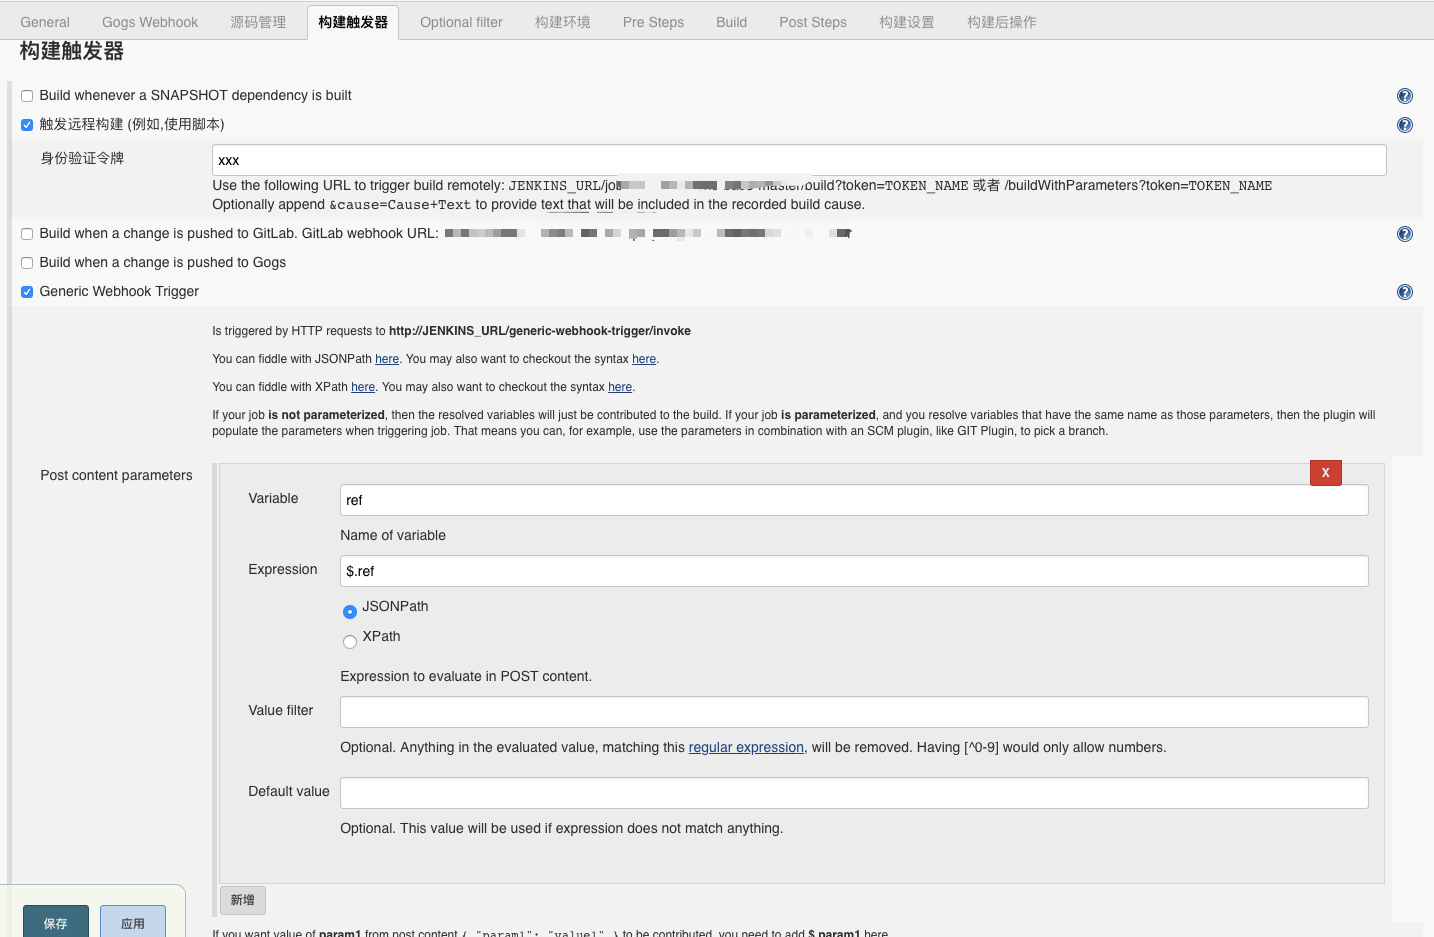 General Gogs Webhook 源码管理 构建触发器 Optional filter 构建环境 Pre Steps Build Post Steps 构建设置 构建后操作
构建触发器
Build whenever a SNAPSHOT dependency is built
触发远程构建 (例如,使用脚本)
身份验证令牌 xxx
Use the following URL to trigger build remotely: JENKINS_URL/job master/build?token=TOKEN_NAME 或者 /buildWithParameters?token=TOKEN_NAME
Optionally append &cause=Cause+Text to provide text that will be included in the recorded build cause.
Build when a change is pushed to GitLab. GitLab webhook URL:
Build when a change is pushed to Gogs
Generic Webhook Trigger
Is triggered by HTTP requests to http://JENKINS_URL/generic-webhook-trigger/invoke
You can fiddle with JSONPath here. You may also want to checkout the syntax here.
You can fiddle with XPath here. You may also want to checkout the syntax here.
If your job is not parameterized, then the resolved variables will just be contributed to the build. If your job is parameterized, and you resolve variables that have the same name as those parameters, then the plugin will
populate the parameters when triggering job. That means you can, for example, use the parameters in combination with an SCM plugin, like GIT Plugin, to pick a branch.
Post content parameters
X
Variable ref
Name of variable
Expression $.ref
JSONPath
XPath
Expression to evaluate in POST content.
Value filter
Optional. Anything in the evaluated value, matching this regular expression, will be removed. Having [^0-9] would only allow numbers.
Default value
Optional. This value will be used if expression does not match anything.
新增
保存 应用
If you want value of param1 from post content { "param1": "value1" } to be contributed, you need to add $.param1 here.